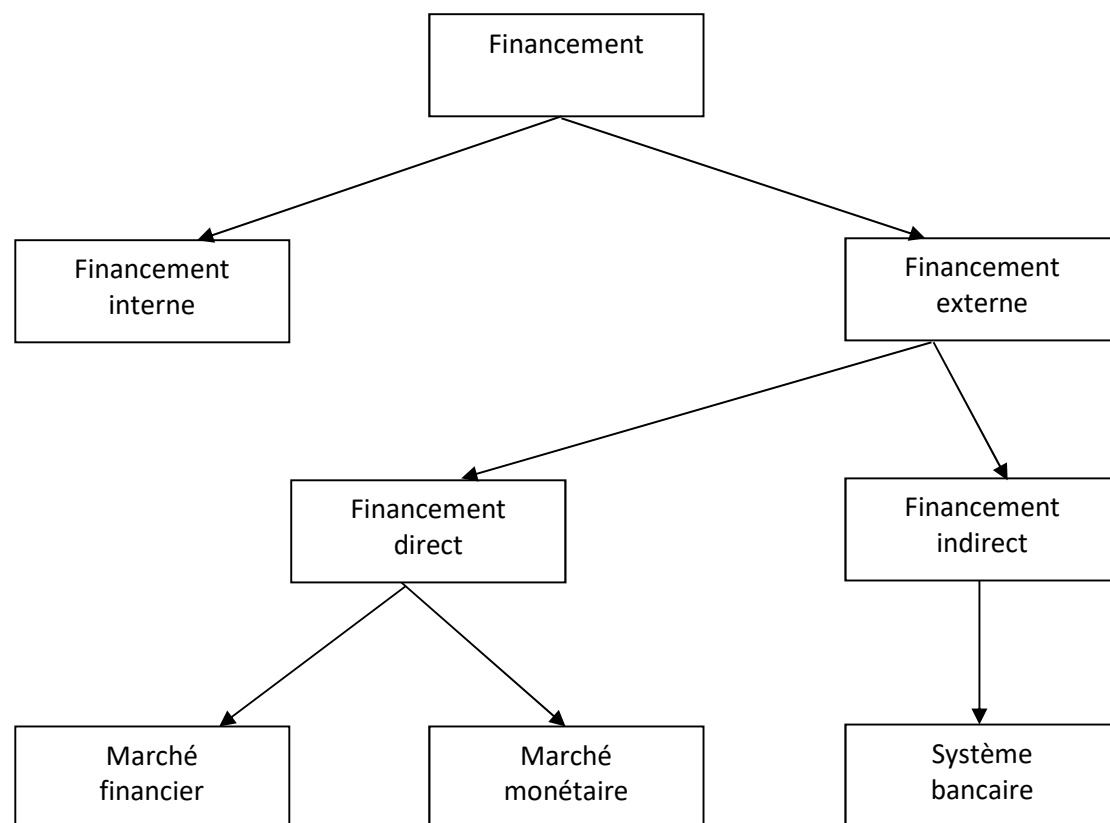 Financement
Financement
interne
Financement
externe
Financement
direct
Financement
indirect
Marché
financier
Marché
monétaire
Système
bancaire